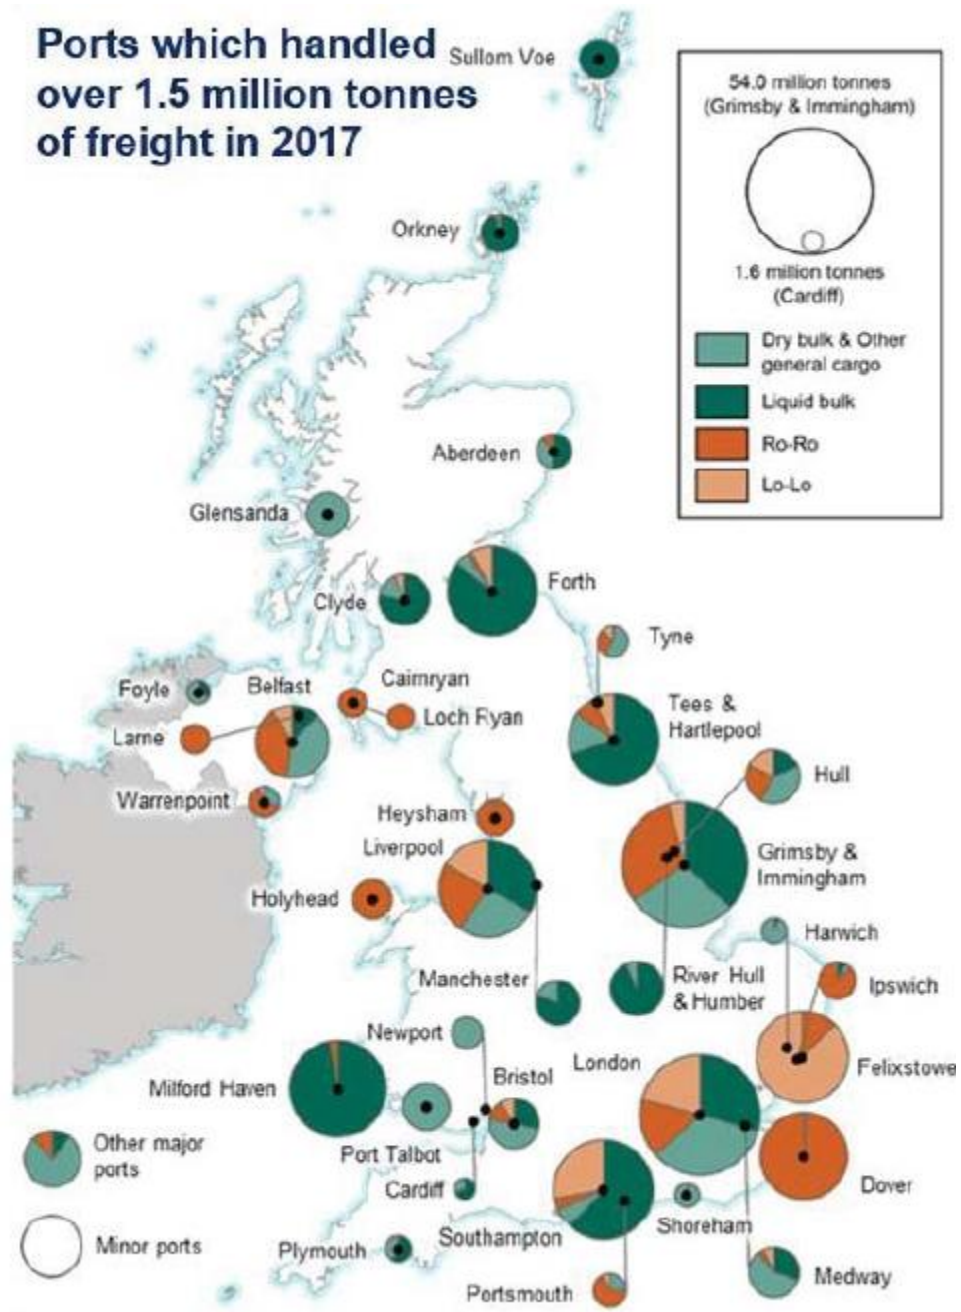 Ports which handled
over 1.5 million tonnes
of freight in 2017
Sullom Voe
54.0 million tonnes
(Grimsby & Immingham)
1.6 million tonnes
(Cardiff)
Dry bulk & Other
general cargo
Liquid bulk
Ro-Ro
Lo-Lo
Orkney
Aberdeen
Glensanda
Forth
Clyde
Tyne
Cairnryan
Foyle
Belfast
Loch Ryan
Tees &
Hartlepool
Larne
Hull
Warrenpoint
Heysham
Liverpool
Grimsby &
Immingham
Holyhead
Harwich
Manchester
River Hull
& Humber
Ipswich
Newport
London
Felixstowe
Bristol
Milford Haven
Other major
ports
Port Talbot
Dover
Cardiff
Shoreham
Southampton
Minor ports
Plymouth
Medway
Portsmouth